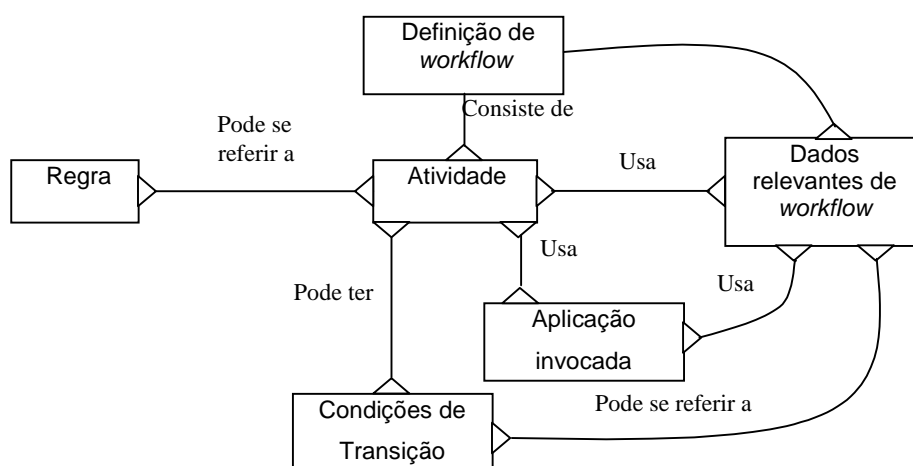 Definição de
workflow
Consiste de
Pode se
referir a
Regra
Atividade
Usa
Dados
relevantes de
workflow
Usa
Pode ter
Usa
Aplicação
invocada
Condições de
Transição
Pode se referir a